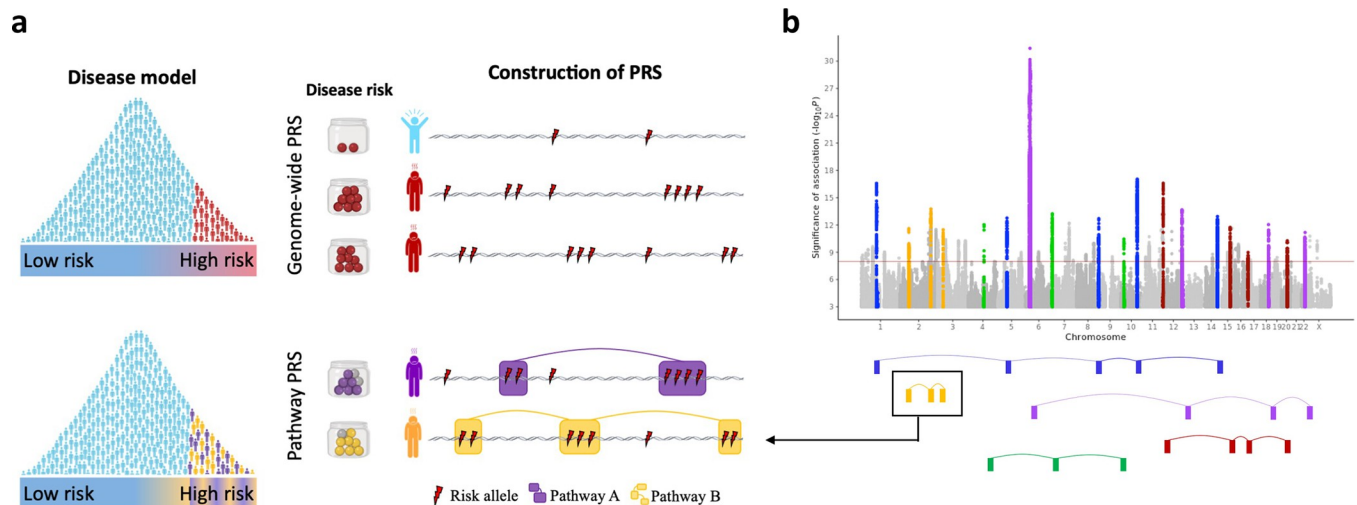 a
Disease model
Low risk
High risk
Low risk
High risk
Construction of PRS
Disease risk
Genome-wide PRS
Pathway PRS
Risk allele
Pathway A
Pathway B
b
Significance of association (-log10P)
30
27
24
21
18
15
12
9
6
3
1 2 3 4 5 6 7 8 9 10 11 12 13 14 15 16 17 18 19 20 21 22 X
Chromosome